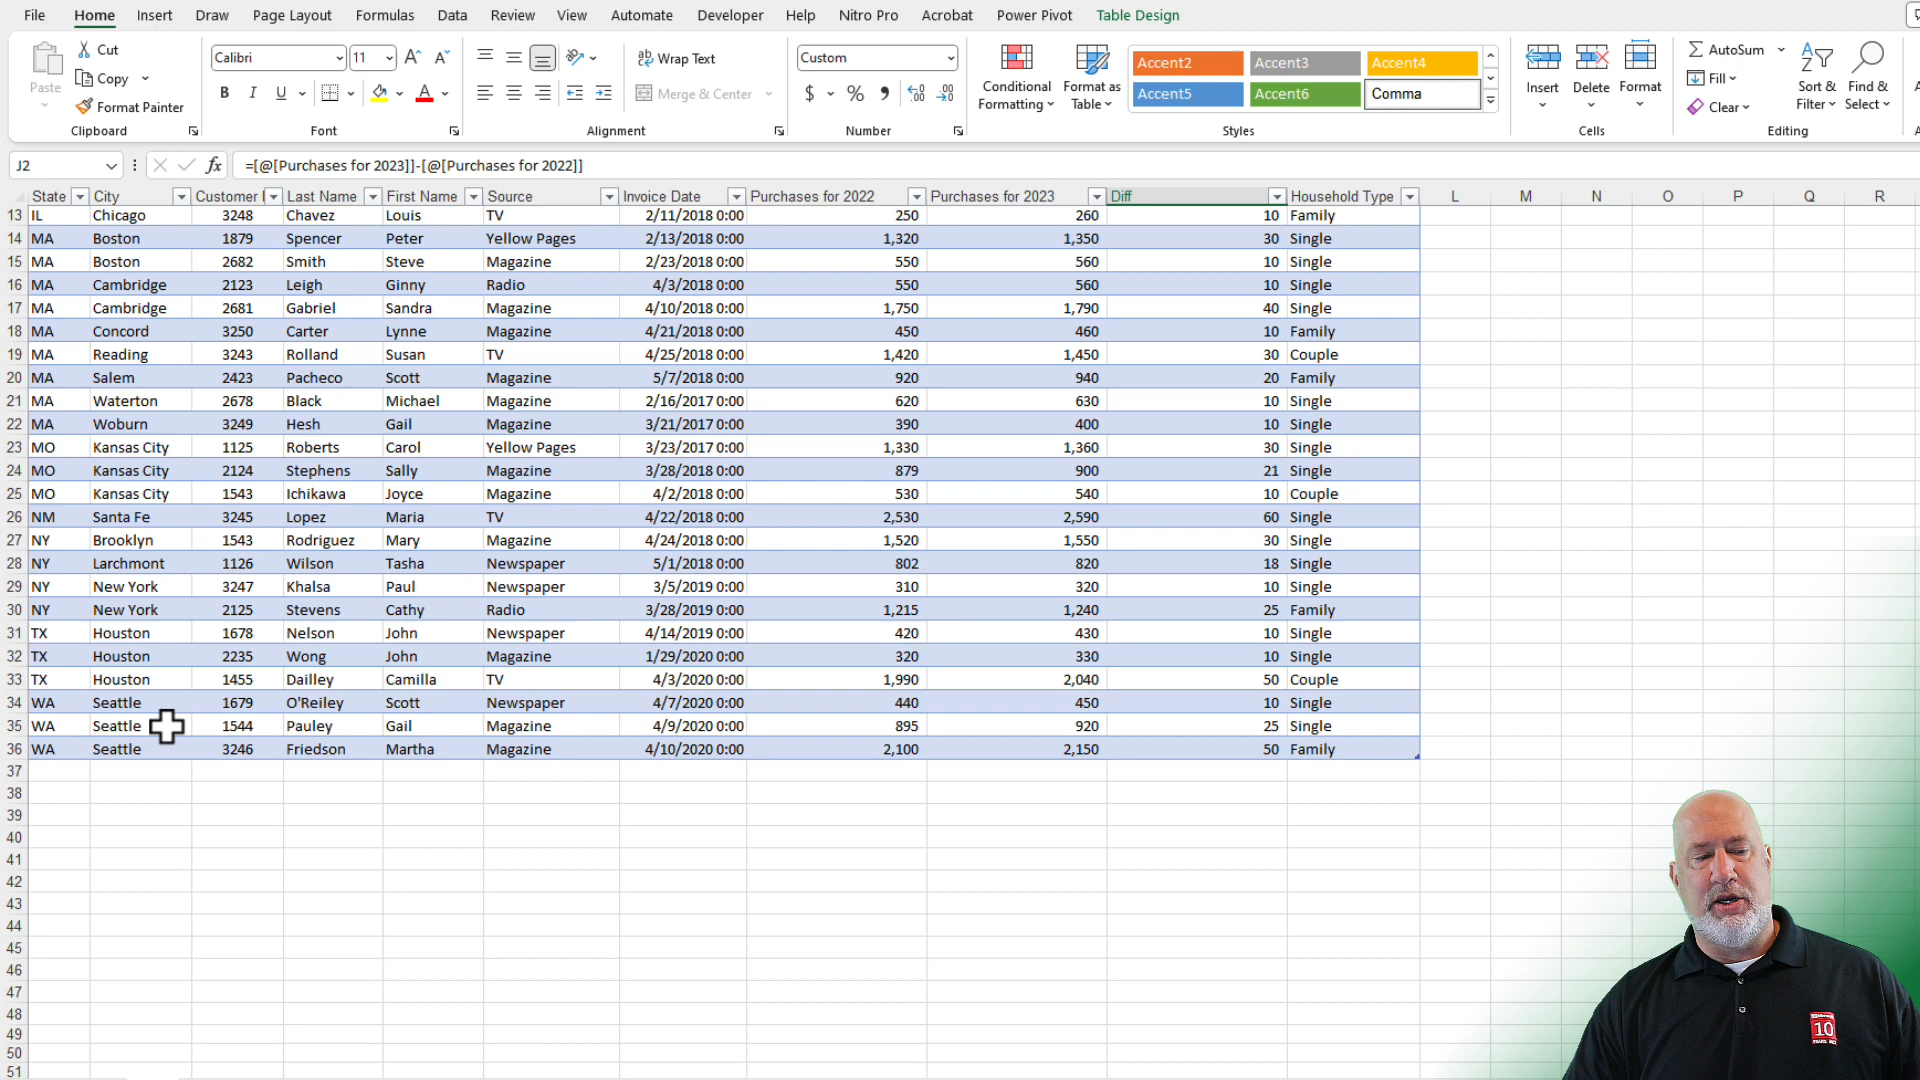 File Home Insert Draw Page Layout Formulas Data Review View Automate Developer Help Nitro Pro Acrobat Power Pivot Table Design
Paste
Cut
Copy
Format Painter
Clipboard
Calibri 11
B I U A
Font
Wrap Text
Merge & Center
Alignment
Custom
$ %
Number
Conditional Formatting
Format as Table
Accent2 Accent3 Accent4
Accent5 Accent6 Comma
Styles
Insert Delete Format
Cells
AutoSum
Fill
Clear
Sort & Filter
Find & Select
Editing
J2 fx =[@[Purchases for 2023]]-[@[Purchases for 2022]]
State City Customer Last Name First Name Source Invoice Date Purchases for 2022 Purchases for 2023 Diff Household Type L M N O P Q R
13 IL Chicago 3248 Chavez Louis TV 2/11/2018 0:00 250 260 10 Family
14 MA Boston 1879 Spencer Peter Yellow Pages 2/13/2018 0:00 1,320 1,350 30 Single
15 MA Boston 2682 Smith Steve Magazine 2/23/2018 0:00 550 560 10 Single
16 MA Cambridge 2123 Leigh Ginny Radio 4/3/2018 0:00 550 560 10 Single
17 MA Cambridge 2681 Gabriel Sandra Magazine 4/10/2018 0:00 1,750 1,790 40 Single
18 MA Concord 3250 Carter Lynne Magazine 4/21/2018 0:00 450 460 10 Family
19 MA Reading 3243 Rolland Susan TV 4/25/2018 0:00 1,420 1,450 30 Couple
20 MA Salem 2423 Pacheco Scott Magazine 5/7/2018 0:00 920 940 20 Family
21 MA Waterton 2678 Black Michael Magazine 2/16/2017 0:00 620 630 10 Single
22 MA Woburn 3249 Hesh Gail Magazine 3/21/2017 0:00 390 400 10 Single
23 MO Kansas City 1125 Roberts Carol Yellow Pages 3/23/2017 0:00 1,330 1,360 30 Single
24 MO Kansas City 2124 Stephens Sally Magazine 3/28/2018 0:00 879 900 21 Single
25 MO Kansas City 1543 Ichikawa Joyce Magazine 4/2/2018 0:00 530 540 10 Couple
26 NM Santa Fe 3245 Lopez Maria TV 4/22/2018 0:00 2,530 2,590 60 Single
27 NY Brooklyn 1543 Rodriguez Mary Magazine 4/24/2018 0:00 1,520 1,550 30 Single
28 NY Larchmont 1126 Wilson Tasha Newspaper 5/1/2018 0:00 802 820 18 Single
29 NY New York 3247 Khalsa Paul Newspaper 3/5/2019 0:00 310 320 10 Single
30 NY New York 2125 Stevens Cathy Radio 3/28/2019 0:00 1,215 1,240 25 Family
31 TX Houston 1678 Nelson John Newspaper 4/14/2019 0:00 420 430 10 Single
32 TX Houston 2235 Wong John Magazine 1/29/2020 0:00 320 330 10 Single
33 TX Houston 1455 Dailley Camilla TV 4/3/2020 0:00 1,990 2,040 50 Couple
34 WA Seattle 1679 O'Reiley Scott Newspaper 4/7/2020 0:00 440 450 10 Single
35 WA Seattle 1544 Pauley Gail Magazine 4/9/2020 0:00 895 920 25 Single
36 WA Seattle 3246 Friedson Martha Magazine 4/10/2020 0:00 2,100 2,150 50 Family
37
38
39
40
41
42
43
44
45
46
47
48
49
50
51
10